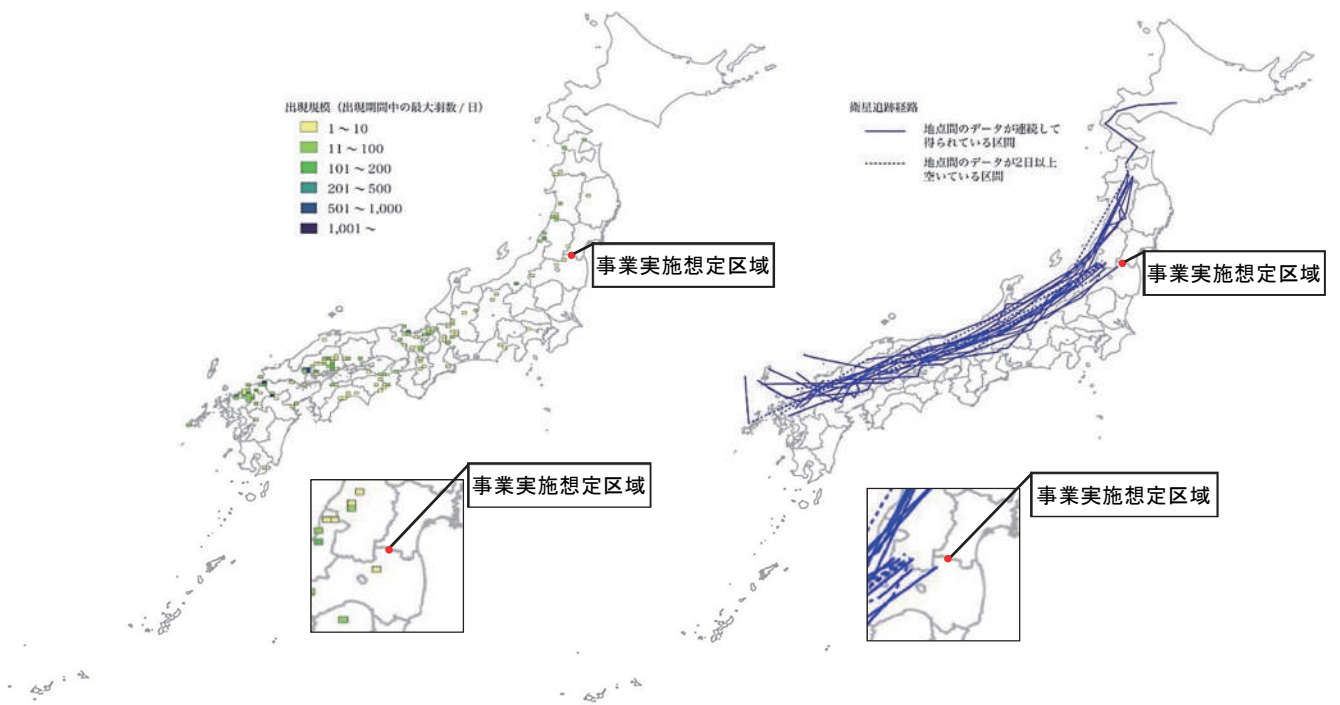 出現規模（出現期間中の最大羽数 / 日）
1 ～ 10
11 ～ 100
101 ～ 200
201 ～ 500
501 ～ 1,000
1,001 ～
事業実施想定区域
事業実施想定区域
衛星追跡経路
地点間のデータが連続して
得られている区間
地点間のデータが2日以上
空いている区間
事業実施想定区域
事業実施想定区域